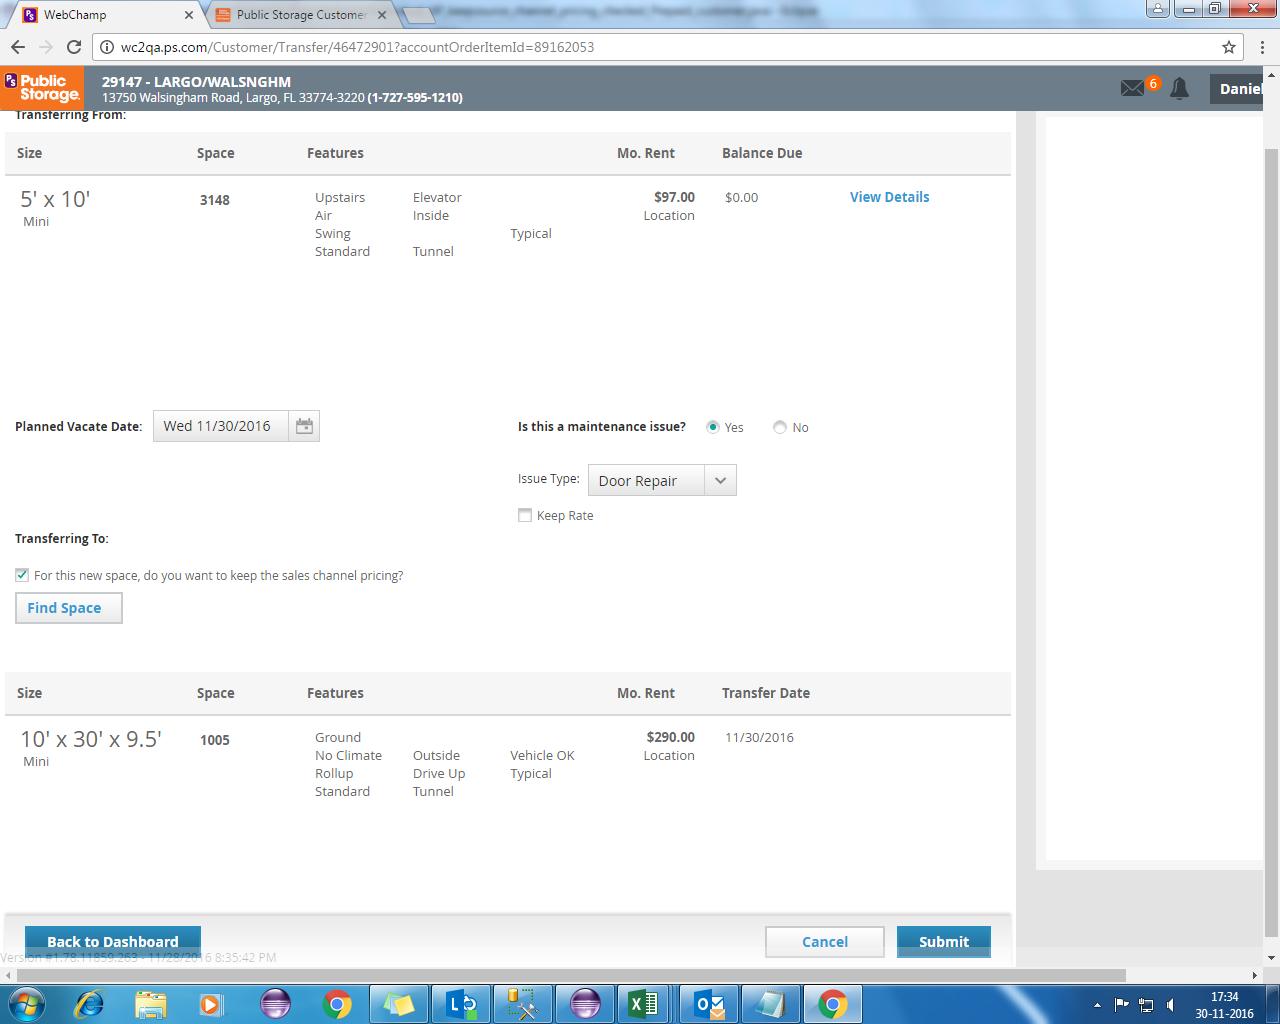 WebChamp
Public Storage Customer
wc2qa.ps.com/Customer/Transfer/46472901?accountOrderItemId=89162053
PS Public Storage.
29147 - LARGO/WALSNGHM
13750 Walsingham Road, Largo, FL 33774-3220 (1-727-595-1210)
6
Daniel
Transferring From:
Size Space Features Mo. Rent Balance Due
5' x 10' 3148 Upstairs Elevator $97.00 $0.00 View Details
Mini Air Inside Location
Swing Typical
Standard Tunnel
Planned Vacate Date: Wed 11/30/2016 Is this a maintenance issue? Yes No
Issue Type: Door Repair
Keep Rate
Transferring To:
For this new space, do you want to keep the sales channel pricing?
Find Space
Size Space Features Mo. Rent Transfer Date
10' x 30' x 9.5' 1005 Ground $290.00 11/30/2016
Mini No Climate Outside Vehicle OK Location
Rollup Drive Up Typical
Standard Tunnel
Back to Dashboard Cancel Submit
Version #1.78.11859.263 - 11/28/2016 8:35:42 PM
17:34
30-11-2016